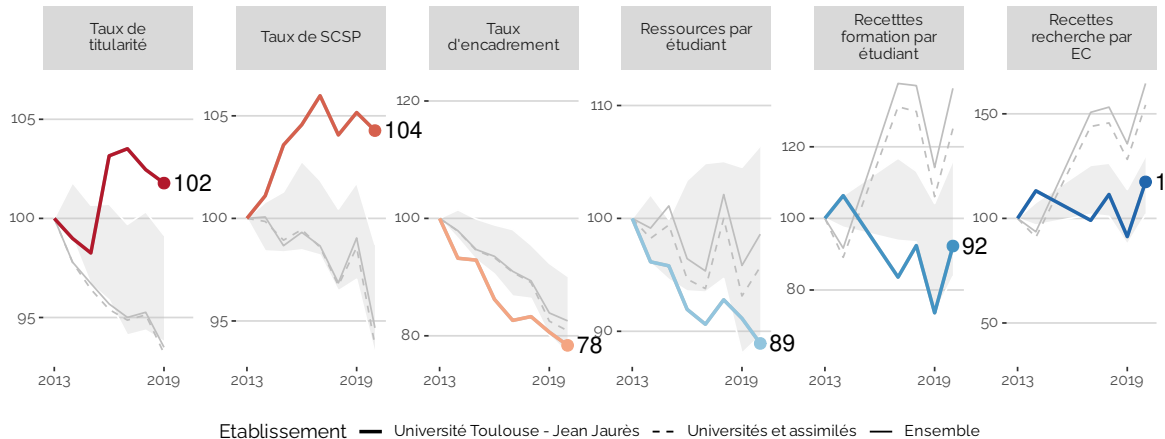 Taux de
titularité
105
100
95
102
2013 2019
Taux de SCSP
105
100
95
104
2013 2019
Taux
d'encadrement
120
100
80
78
2013 2019
Ressources par
étudiant
110
100
90
89
2013 2019
Recetttes
formation par
étudiant
120
100
80
92
2013 2019
Recettes
recherche par
EC
150
100
50
1
2013 2019
Etablissement Université Toulouse - Jean Jaurès Universités et assimilés Ensemble